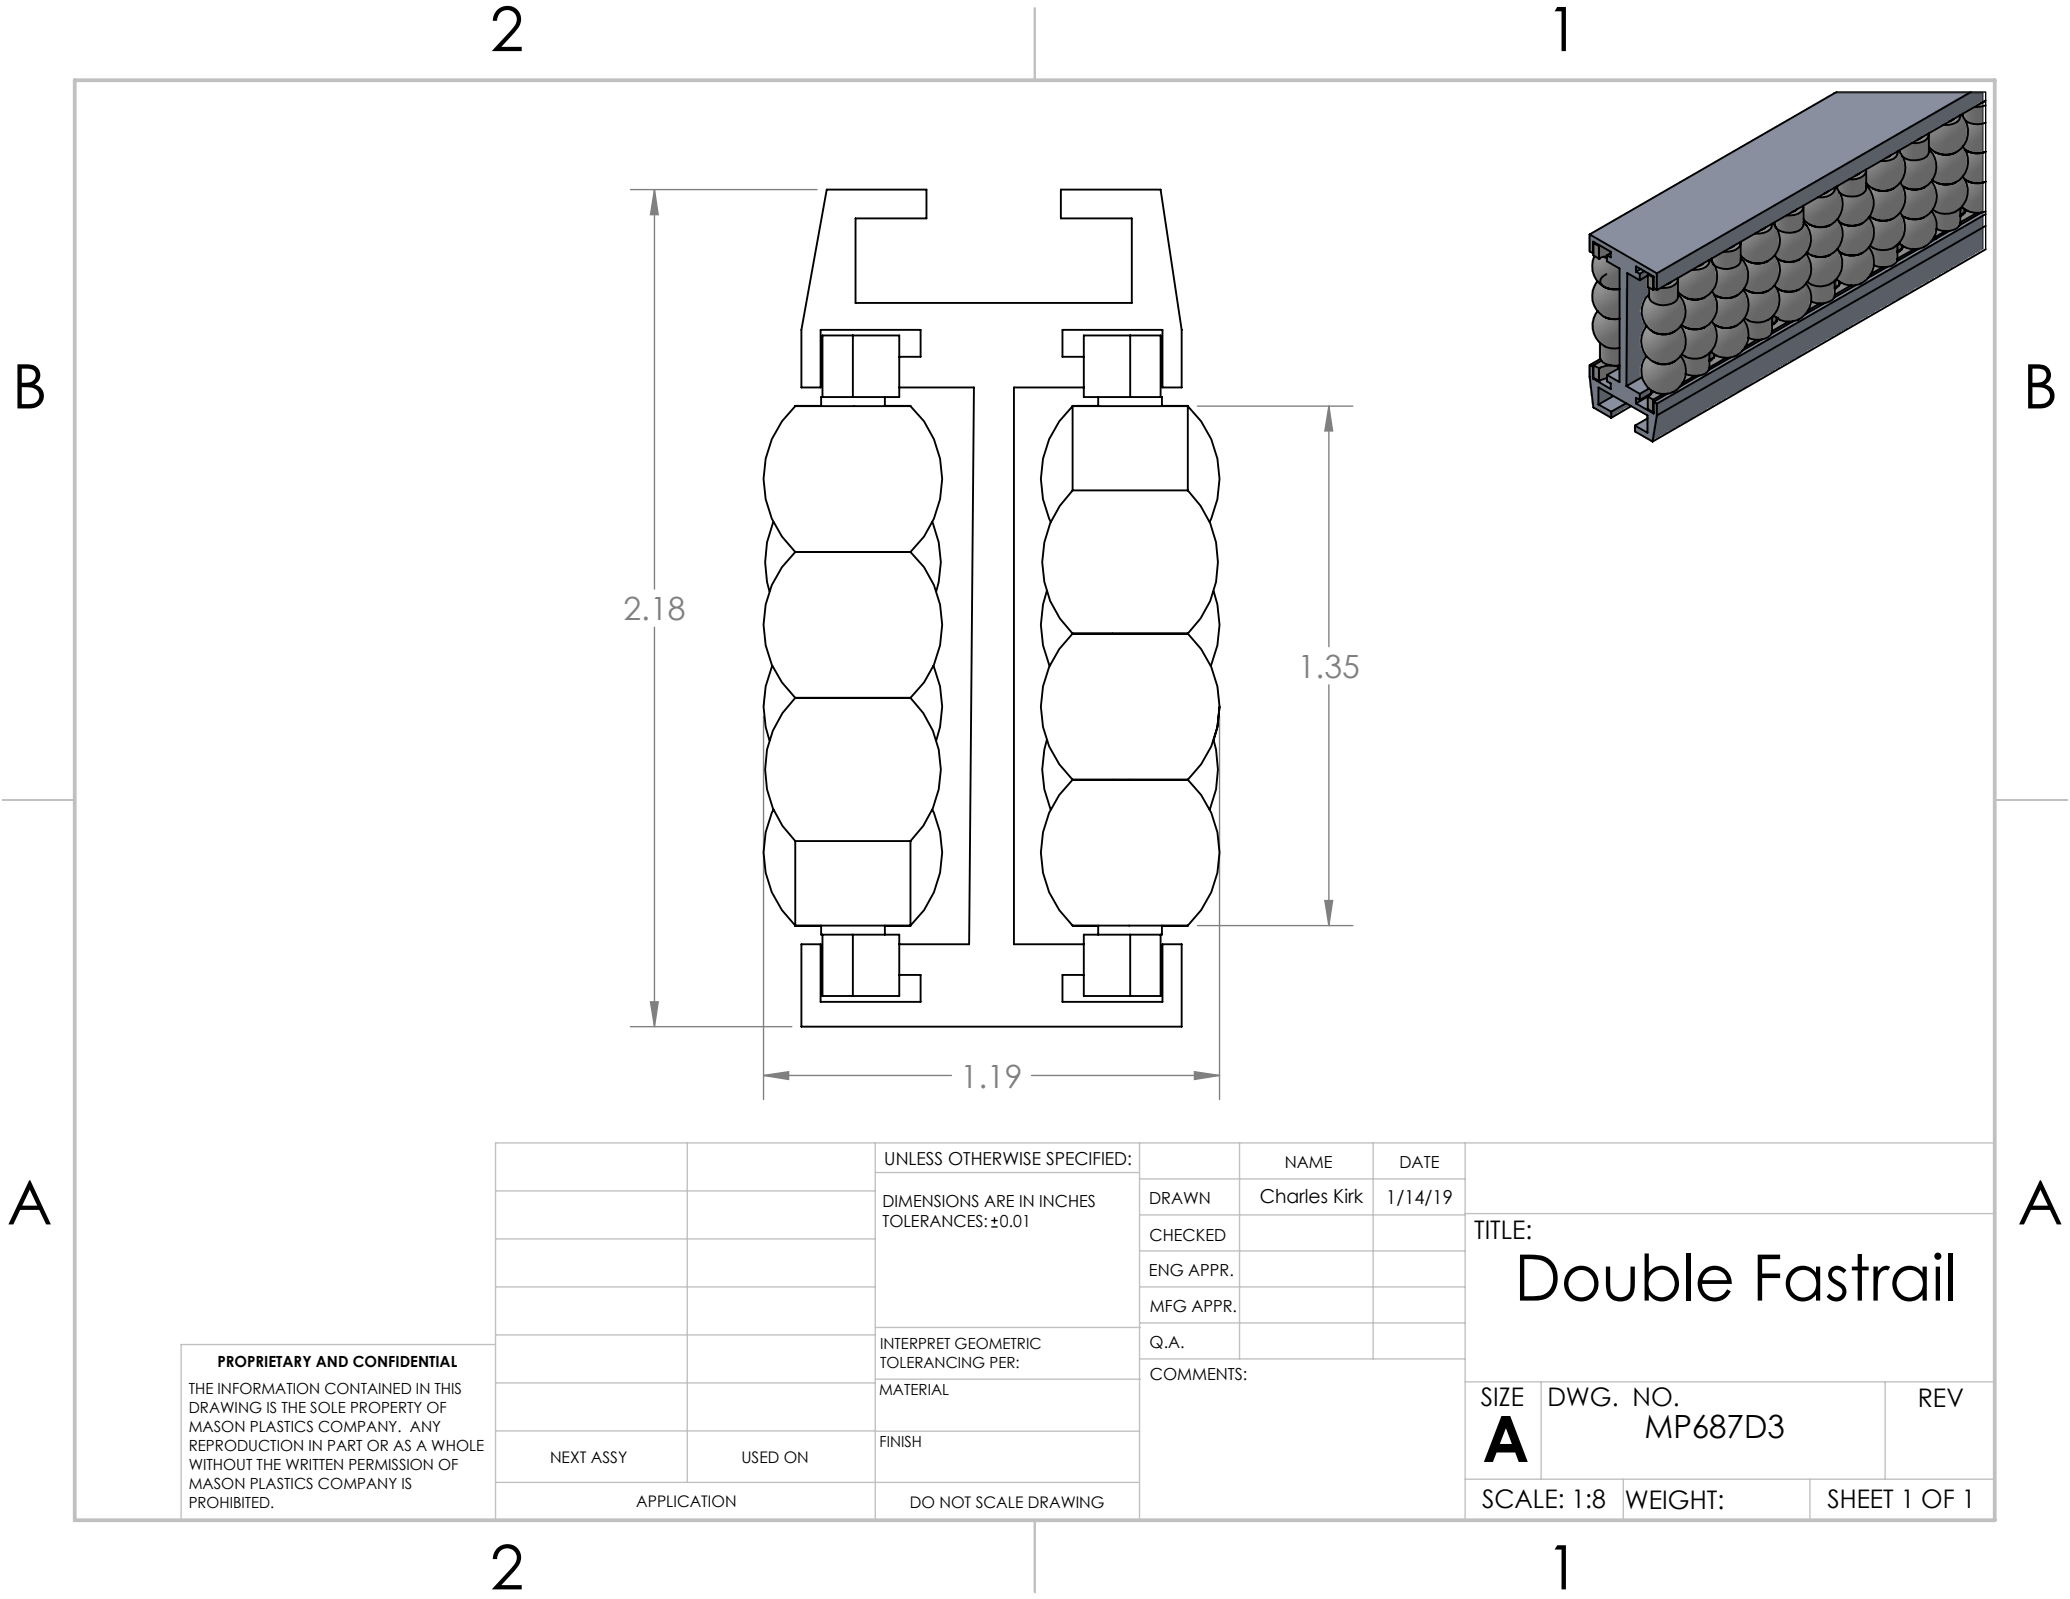 2
1
B
B
2.18
1.35
1.19
A
A
UNLESS OTHERWISE SPECIFIED:
DIMENSIONS ARE IN INCHES
TOLERANCES:±0.01
INTERPRET GEOMETRIC
TOLERANCING PER:
MATERIAL
FINISH
DO NOT SCALE DRAWING
NAME
DATE
DRAWN
Charles Kirk
1/14/19
CHECKED
ENG APPR.
MFG APPR.
Q.A.
COMMENTS:
TITLE:
Double Fastrail
SIZE
A
DWG. NO.
MP687D3
REV
SCALE: 1:8
WEIGHT:
SHEET 1 OF 1
PROPRIETARY AND CONFIDENTIAL
THE INFORMATION CONTAINED IN THIS
DRAWING IS THE SOLE PROPERTY OF
MASON PLASTICS COMPANY. ANY
REPRODUCTION IN PART OR AS A WHOLE
WITHOUT THE WRITTEN PERMISSION OF
MASON PLASTICS COMPANY IS
PROHIBITED.
NEXT ASSY
USED ON
APPLICATION
2
1